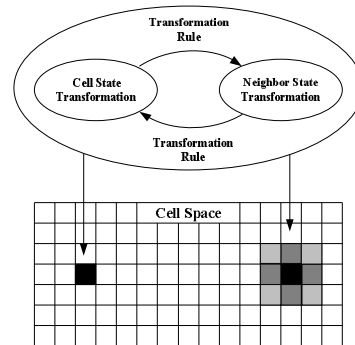 Transformation
Rule
Cell State
Transformation
Neighbor State
Transformation
Transformation
Rule
Cell Space